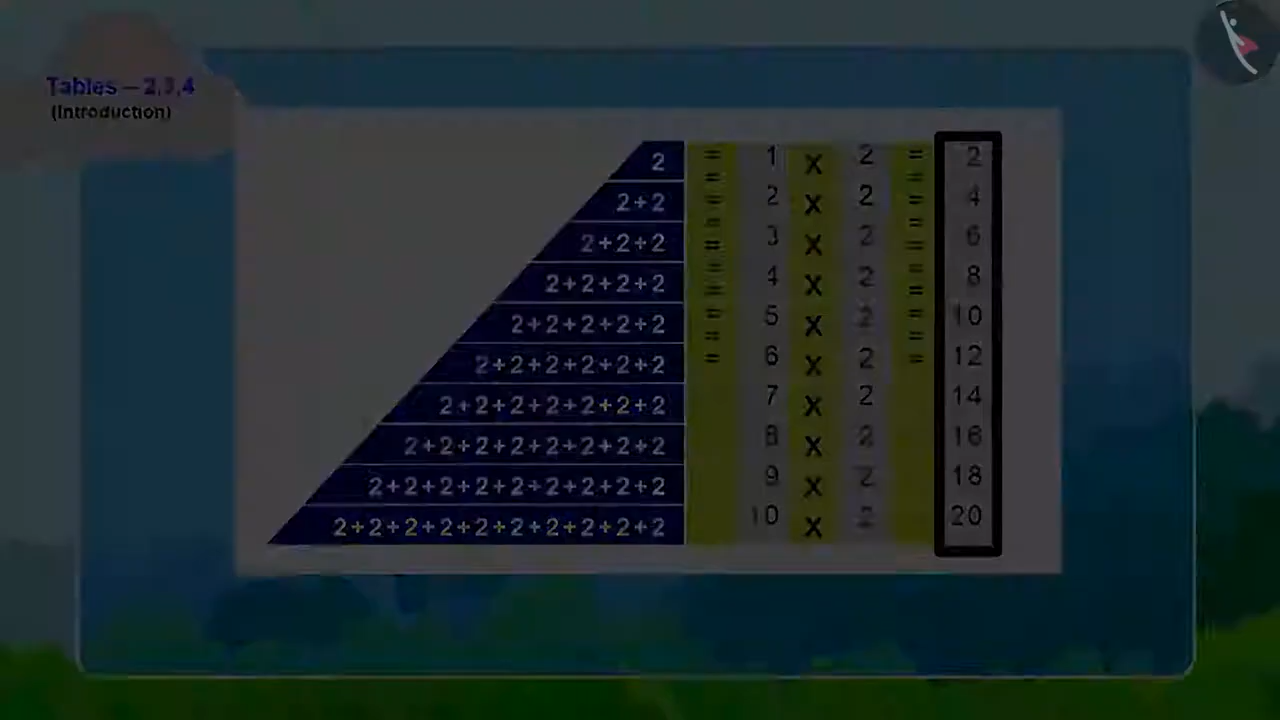 Tables – 2,3,4
(Introduction)
2 = 1 X 2 = 2
2+2 = 2 X 2 = 4
2+2+2 = 3 X 2 = 6
2+2+2+2 = 4 X 2 = 8
2+2+2+2+2 = 5 X 2 = 10
2+2+2+2+2+2 = 6 X 2 = 12
2+2+2+2+2+2+2 = 7 X 2 = 14
2+2+2+2+2+2+2+2 = 8 X 2 = 16
2+2+2+2+2+2+2+2+2 = 9 X 2 = 18
2+2+2+2+2+2+2+2+2+2 = 10 X 2 = 20